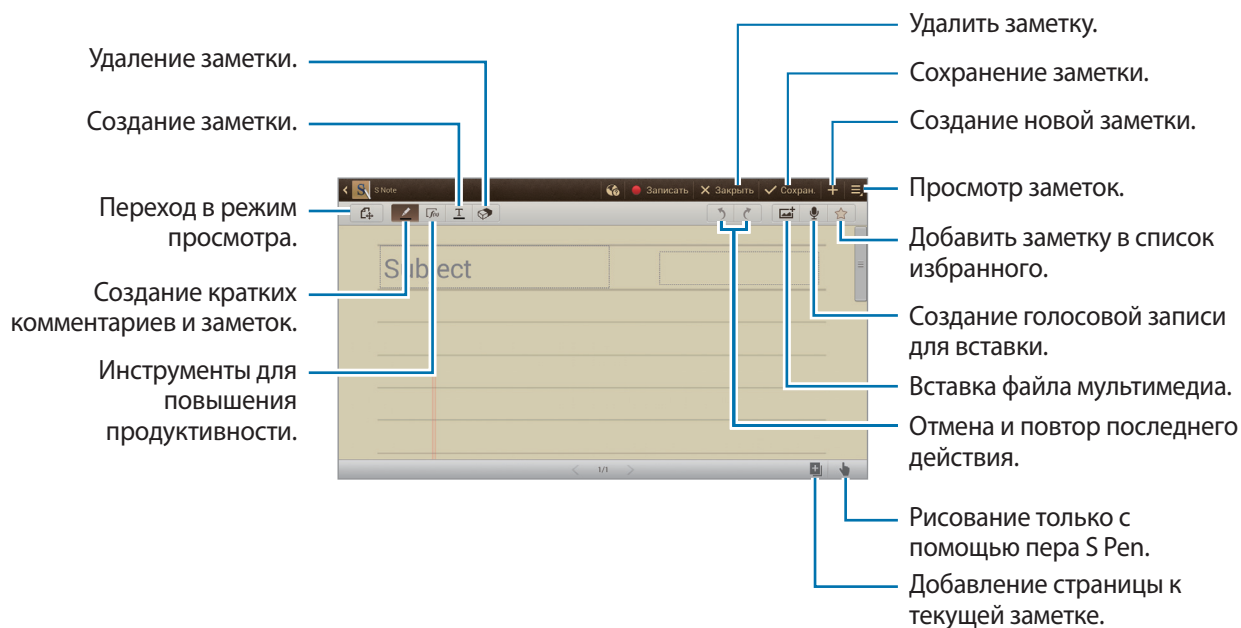 Удаление заметки.
Создание заметки.
Переход в режим
просмотра.
Создание кратких
комментариев и заметок.
Инструменты для
повышения
продуктивности.
S Note
Записать
Закрыть
Сохран.
Subject
1/1
Удалить заметку.
Сохранение заметки.
Создание новой заметки.
Просмотр заметок.
Добавить заметку в список
избранного.
Создание голосовой записи
для вставки.
Вставка файла мультимедиа.
Отмена и повтор последнего
действия.
Рисование только с
помощью пера S Pen.
Добавление страницы к
текущей заметке.